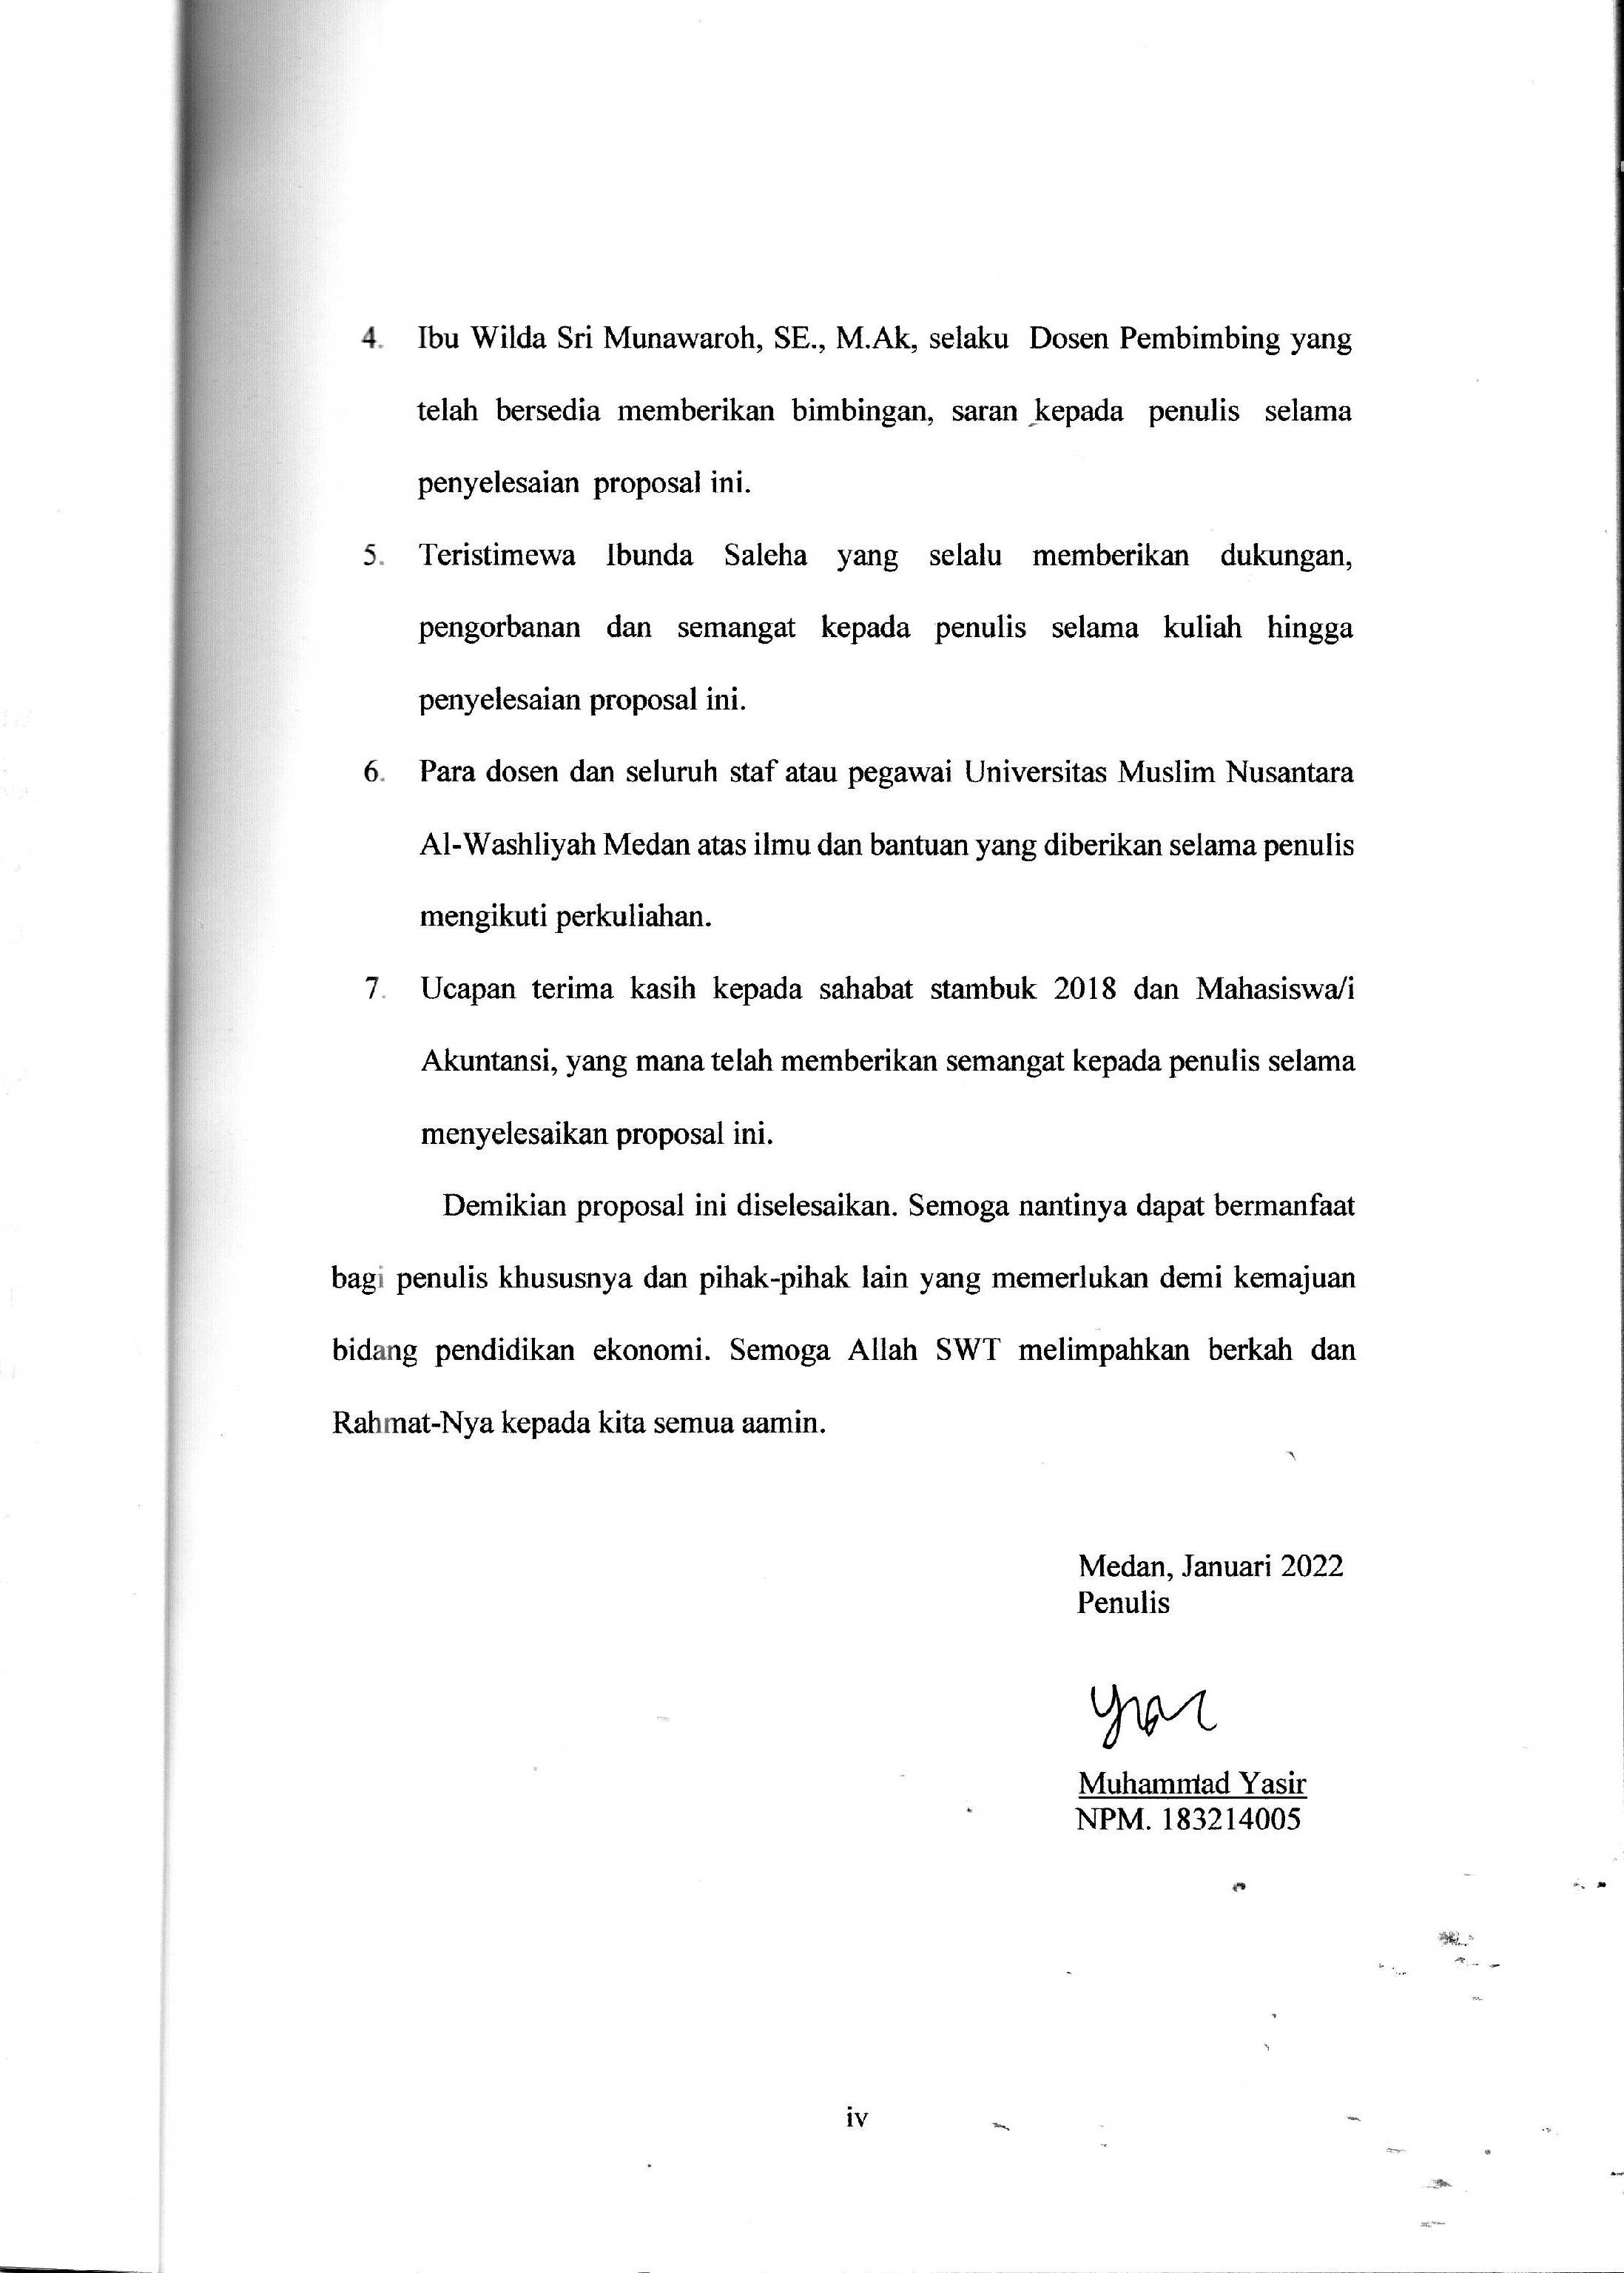 4. Ibu Wilda Sri Munawaroh, SE., M.Ak, selaku Dosen Pembimbing yang
telah bersedia memberikan bimbingan, saran kepada penulis selama
penyelesaian proposal ini.
5. Teristimewa Ibunda Saleha yang selalu memberikan dukungan,
pengorbanan dan semangat kepada penulis selama kuliah hingga
penyelesaian proposal ini.
6. Para dosen dan seluruh staf atau pegawai Universitas Muslim Nusantara
Al-Washliyah Medan atas ilmu dan bantuan yang diberikan selama penulis
mengikuti perkuliahan.
7. Ucapan terima kasih kepada sahabat stambuk 2018 dan Mahasiswa/i
Akuntansi, yang mana telah memberikan semangat kepada penulis selama
menyelesaikan proposal ini.
Demikian proposal ini diselesaikan. Semoga nantinya dapat bermanfaat
bagi penulis khususnya dan pihak-pihak lain yang memerlukan demi kemajuan
bidang pendidikan ekonomi. Semoga Allah SWT melimpahkan berkah dan
Rahmat-Nya kepada kita semua aamin.
Medan, Januari 2022
Penulis
Muhammad Yasir
NPM. 183214005
iv